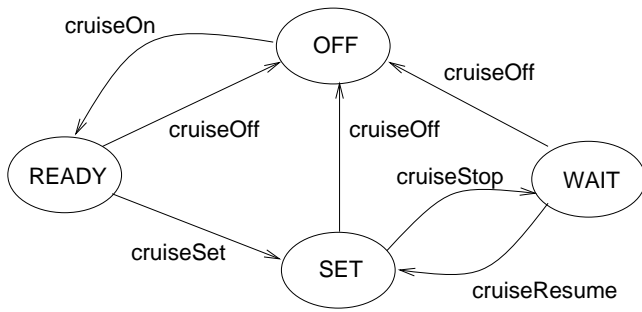 cruiseOn
OFF
cruiseOff
cruiseOff
cruiseOff
READY
cruiseStop
WAIT
cruiseSet
SET
cruiseResume